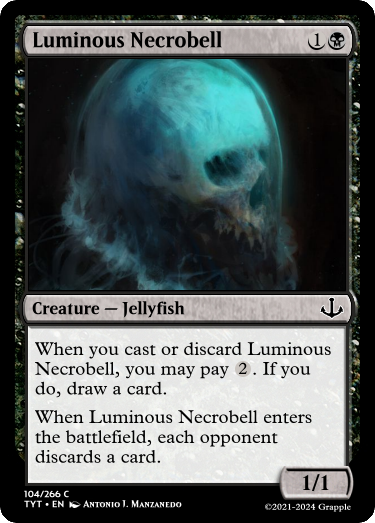 Luminous Necrobell 1
Creature — Jellyfish
When you cast or discard Luminous
Necrobell, you may pay 2. If you
do, draw a card.
When Luminous Necrobell enters
the battlefield, each opponent
discards a card.
1/1
104/266 C
TYT • EN Antonio J. Manzanedo
©2021-2024 Grapple